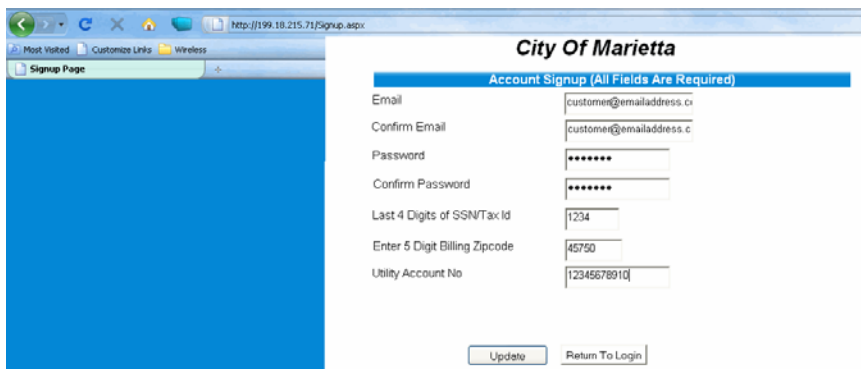 http://199.18.215.71/Signup.aspx
Most Visited Customize Links Wireless
Signup Page
City Of Marietta
Account Signup (All Fields Are Required)
Email customer@emailaddress.co
Confirm Email customer@emailaddress.c
Password •••••••
Confirm Password •••••••
Last 4 Digits of SSN/Tax Id 1234
Enter 5 Digit Billing Zipcode 45750
Utility Account No 12345678910
Update Return To Login